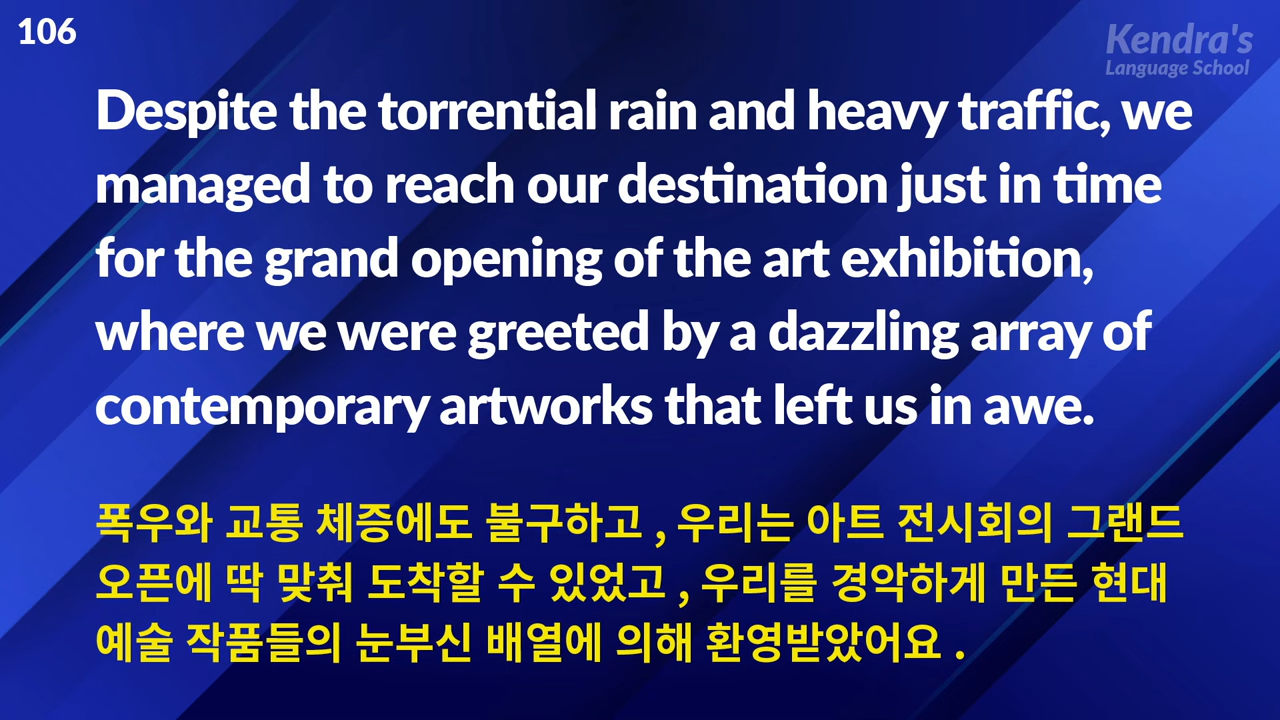 106
Kendra's
Language School
Despite the torrential rain and heavy traffic, we
managed to reach our destination just in time
for the grand opening of the art exhibition,
where we were greeted by a dazzling array of
contemporary artworks that left us in awe.
폭우와 교통 체증에도 불구하고 , 우리는 아트 전시회의 그랜드
오픈에 딱 맞춰 도착할 수 있었고 , 우리를 경악하게 만든 현대
예술 작품들의 눈부신 배열에 의해 환영받았어요 .